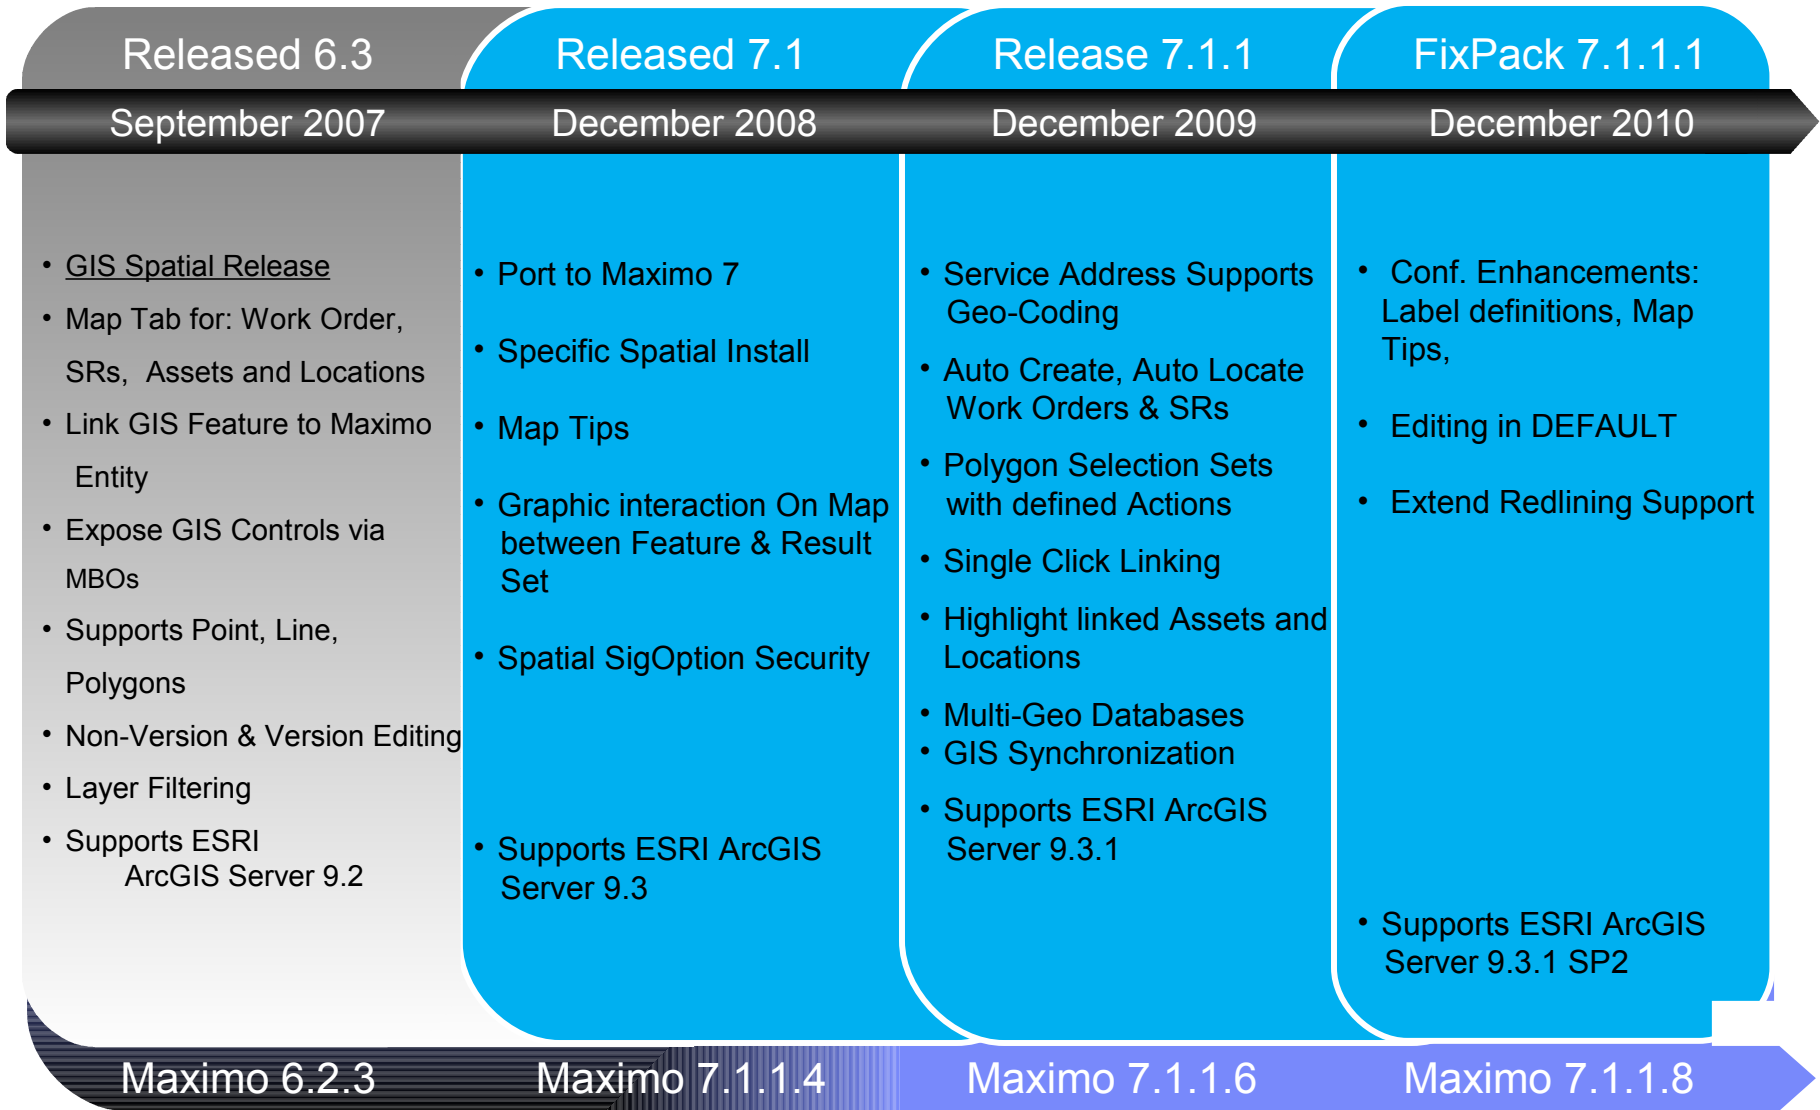 Released 6.3
September 2007
• GIS Spatial Release
• Map Tab for: Work Order,
SRs, Assets and Locations
• Link GIS Feature to Maximo
Entity
• Expose GIS Controls via
MBOs
• Supports Point, Line,
Polygons
• Non-Version & Version Editing
• Layer Filtering
• Supports ESRI
ArcGIS Server 9.2
Maximo 6.2.3
Released 7.1
December 2008
• Port to Maximo 7
• Specific Spatial Install
• Map Tips
• Graphic interaction On Map
between Feature & Result
Set
• Spatial SigOption Security
• Supports ESRI ArcGIS
Server 9.3
Maximo 7.1.1.4
Release 7.1.1
December 2009
• Service Address Supports
Geo-Coding
• Auto Create, Auto Locate
Work Orders & SRs
• Polygon Selection Sets
with defined Actions
• Single Click Linking
• Highlight linked Assets and
Locations
• Multi-Geo Databases
• GIS Synchronization
• Supports ESRI ArcGIS
Server 9.3.1
Maximo 7.1.1.6
FixPack 7.1.1.1
December 2010
• Conf. Enhancements:
Label definitions, Map
Tips,
• Editing in DEFAULT
• Extend Redlining Support
• Supports ESRI ArcGIS
Server 9.3.1 SP2
Maximo 7.1.1.8